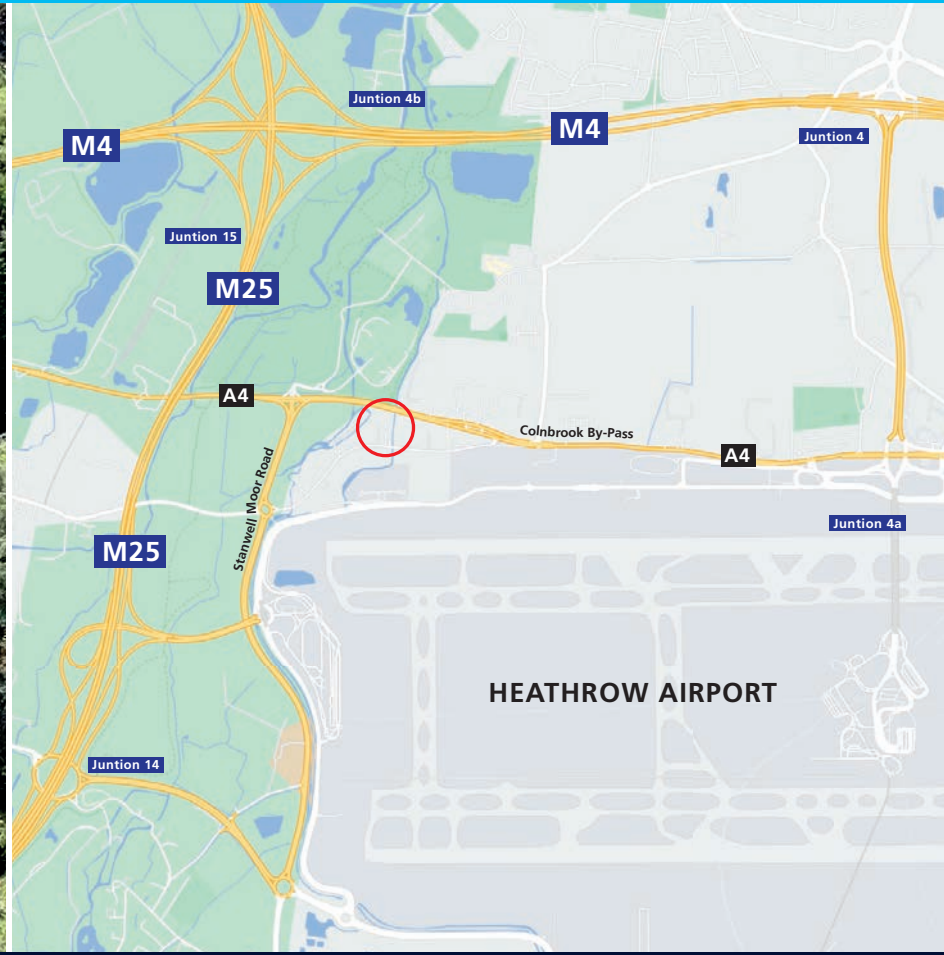 Juntion 4b
M4
M4
Juntion 4
Juntion 15
M25
A4
Colnbrook By-Pass
A4
Stanwell Moor Road
Juntion 4a
M25
HEATHROW AIRPORT
Juntion 14